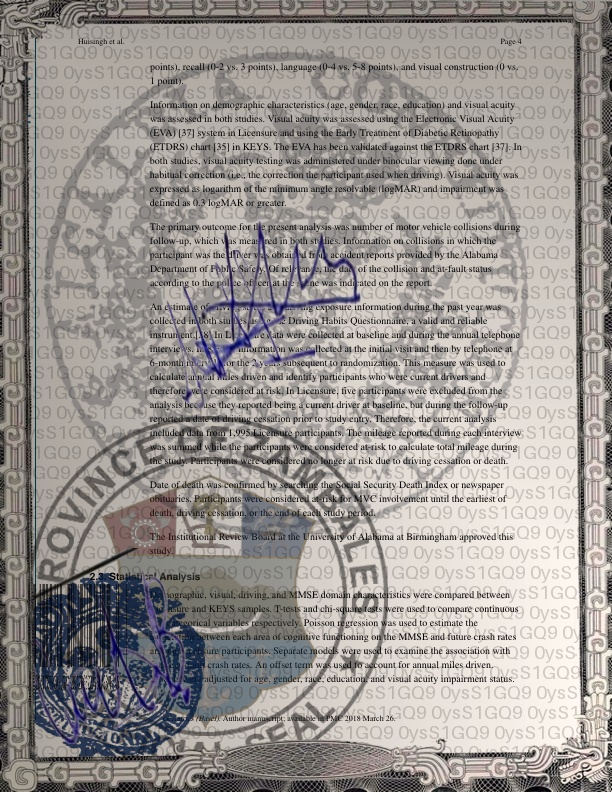 Huisingh et al.
Page 4
points), recall (0-2 vs. 3 points), language (0-4 vs. 5-8 points), and visual construction (0 vs.
1 point).
Information on demographic characteristics (age, gender, race, education) and visual acuity
was assessed in both studies. Visual acuity was assessed using the Electronic Visual Acuity
(EVA) [37] system in Licensure and using the Early Treatment of Diabetic Retinopathy
(ETDRS) chart [35] in KEYS. The EVA has been validated against the ETDRS chart [37]. In
both studies, visual acuity testing was administered under binocular viewing done under
habitual correction (i.e., the correction the participant used when driving). Visual acuity was
expressed as logarithm of the minimum angle resolvable (logMAR) and impairment was
defined as 0.3 logMAR or greater.
The primary outcome for the present analysis was number of motor vehicle collisions during
follow-up, which was measured in both studies. Information on collisions in which the
participant was the driver was obtained from accident reports provided by the Alabama
Department of Public Safety. Of relevance, the date of the collision and at-fault status
according to the police officer at the scene was indicated on the report.
An estimate of driving exposure information during the past year was
collected in both studies Driving Habits Questionnaire, a valid and reliable
instrument In Licensure data were collected at baseline and during the annual telephone
interviews. information was collected at the initial visit and then by telephone at
6-month for the 2 years subsequent to randomization. This measure was used to
calculate annual miles driven and identify participants who were current drivers and
therefore were considered at risk. In Licensure, five participants were excluded from the
analysis because they reported being a current driver at baseline, but during the follow-up
reported a date of driving cessation prior to study entry. Therefore, the current analysis
included data from 1,995 Licensure participants. The mileage reported during each interview
was summed while the participants were considered at-risk to calculate total mileage during
the study. Participants were considered no longer at risk due to driving cessation or death.
Date of death was confirmed by searching the Social Security Death Index or newspaper
obituaries. Participants were considered at-risk for MVC involvement until the earliest of
death, driving cessation, or the end of each study period.
The Institutional Review Board at the University of Alabama at Birmingham approved this
study.
2.3. Statistical Analysis
ographic, visual, driving, and MMSE domain characteristics were compared between
sure and KEYS samples. T-tests and chi-square were used to compare continuous
respectively. Poisson regression was used to estimate the
between each area of cognitive functioning on the MMSE and future crash rates
participants. Separate models were used to examine the association with
crash rates. An offset term was used to account for annual miles driven.
adjusted for age, gender, race, education, and visual acuity impairment status.
(Basel). Author manuscript; available in PMC 2018 March 26.